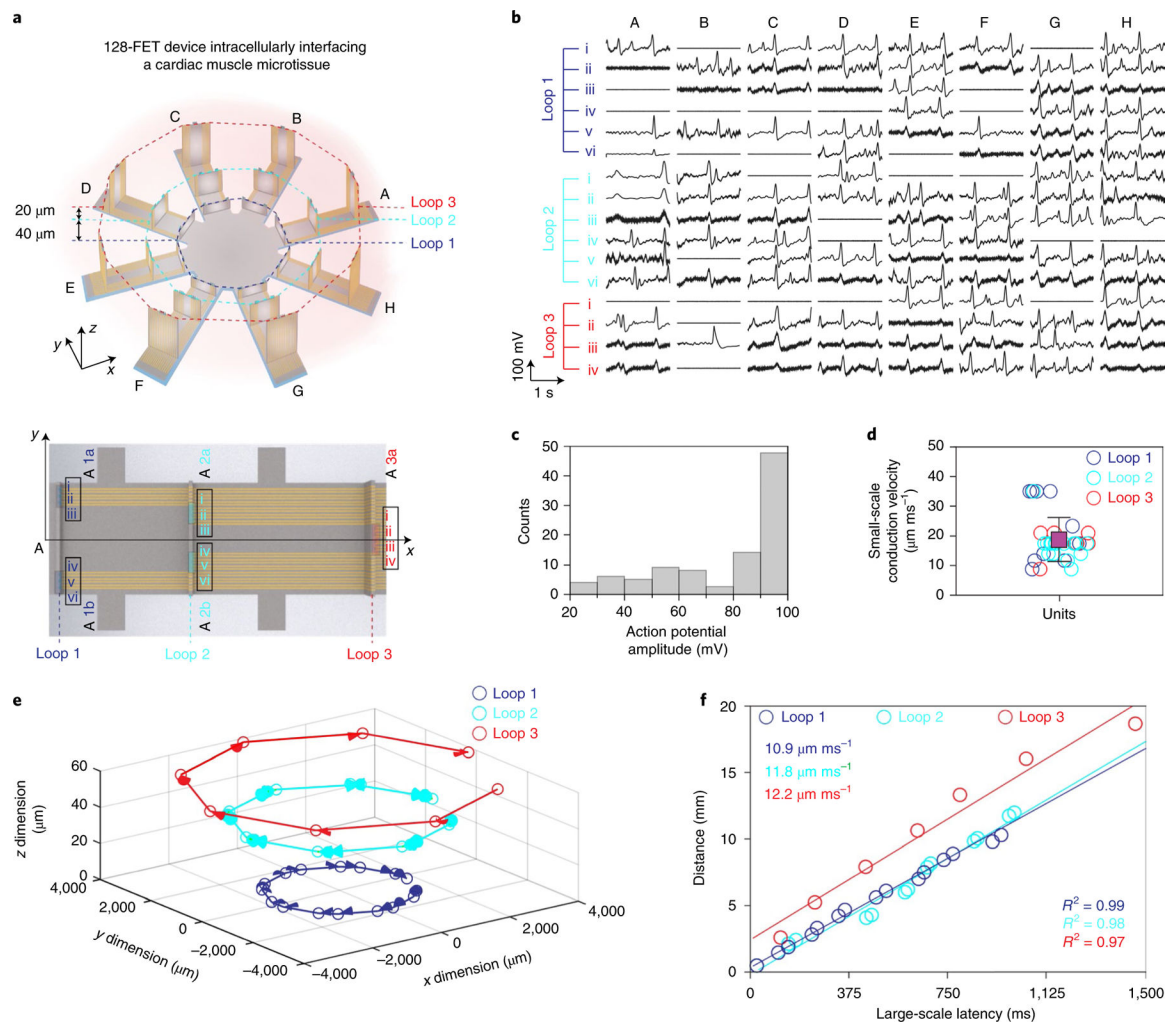 a
128-FET device intracellularly interfacing
a cardiac muscle microtissue
C
B
D
A
20 μm
40 μm
Loop 3
Loop 2
Loop 1
E
H
z
y
x
F
G
y
A 1a
A 2a
A 3a
i
ii
iii
i
ii
iii
i
ii
iii
iv
A
x
iv
v
vi
iv
v
vi
A 1b
A 2b
Loop 1
Loop 2
Loop 3
b
A B C D E F G H
Loop 1
i
ii
iii
iv
v
vi
Loop 2
i
ii
iii
iv
v
vi
Loop 3
i
ii
iii
iv
100 mV
1 s
c
50
40
30
20
10
0
Counts
20 40 60 80 100
Action potential
amplitude (mV)
d
50
40
30
20
10
0
Small-scale
conduction velocity
(μm ms⁻¹)
Loop 1
Loop 2
Loop 3
Units
e
Loop 1
Loop 2
Loop 3
60
40
20
0
z dimension
(μm)
4,000
2,000
0
−2,000
−4,000
y dimension (μm)
−4,000
−2,000
0
2,000
4,000
x dimension (μm)
f
20
15
10
5
0
Distance (mm)
Loop 1 Loop 2 Loop 3
10.9 μm ms⁻¹
11.8 μm ms⁻¹
12.2 μm ms⁻¹
R² = 0.99
R² = 0.98
R² = 0.97
0 375 750 1,125 1,500
Large-scale latency (ms)